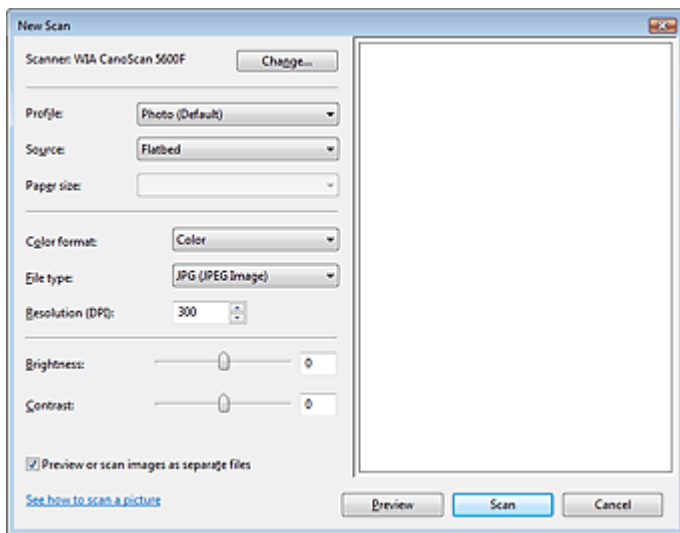 New Scan
Scanner: WIA CanoScan 5600F Change...
Profile: Photo (Default)
Source: Flatbed
Paper size:
Color format: Color
File type: JPG (JPEG Image)
Resolution (DPI): 300
Brightness: 0
Contrast: 0
Preview or scan images as separate files
See how to scan a picture
Preview Scan Cancel